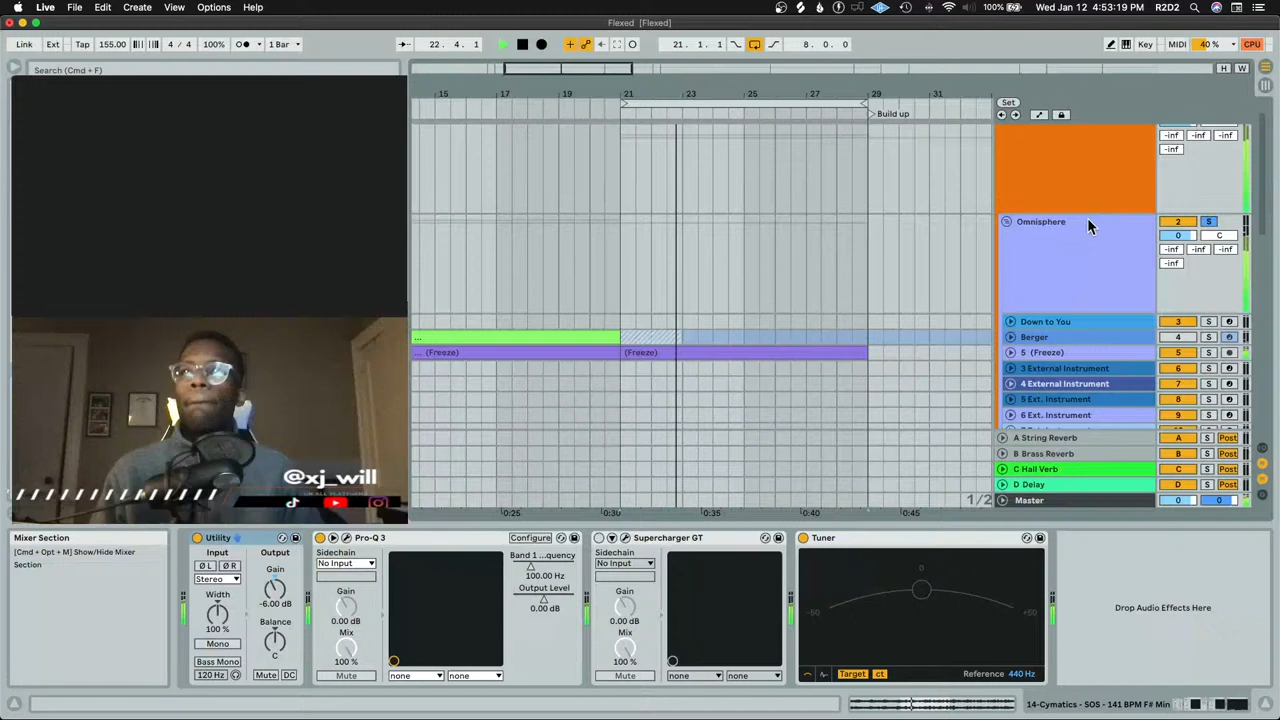 Live File Edit Create View Options Help 100% Wed Jan 12 4:53:19 PM R2D2
Flexed [Flexed]
Link Ext Tap 155.00 4 / 4 100% 1 Bar 22. 4. 1 21. 1. 1 8. 0. 0 Key MIDI 40 % CPU
Search (Cmd + F)
H W
15 17 19 21 23 25 27 29 31
Set
Build up
-inf -inf -inf
-inf
Omnisphere 2 S
0 C
-inf -inf -inf
-inf
Down to You 3 S
... Berger 4 S
... (Freeze) (Freeze) 5 (Freeze) 5 S
3 External Instrument 6 S
4 External Instrument 7 S
5 Ext. Instrument 8 S
6 Ext. Instrument 9 S
A String Reverb A S Post
B Brass Reverb B S Post
C Hall Verb C S Post
D Delay D S Post
1/2 Master 0 0
0:25 0:30 0:35 0:40 0:45
@xj_will
Mixer Section
[Cmd + Opt + M] Show/Hide Mixer
Section
Utility
Input Output
Ø L Ø R Gain
Stereo
Width -6.00 dB
Balance
100 %
Mono C
Bass Mono
120 Hz Mute DC
Pro-Q 3 Configure
Sidechain
No Input
Band 1 ...quency
100.00 Hz
Output Level
0.00 dB
Gain
0.00 dB
Mix
100 %
Mute none none
Supercharger GT
Sidechain
No Input
Gain
0.00 dB
Mix
100 %
Mute none none
Tuner
0
-50 +50
Target ct Reference 440 Hz
Drop Audio Effects Here
14-Cymatics - SOS - 141 BPM F# Min